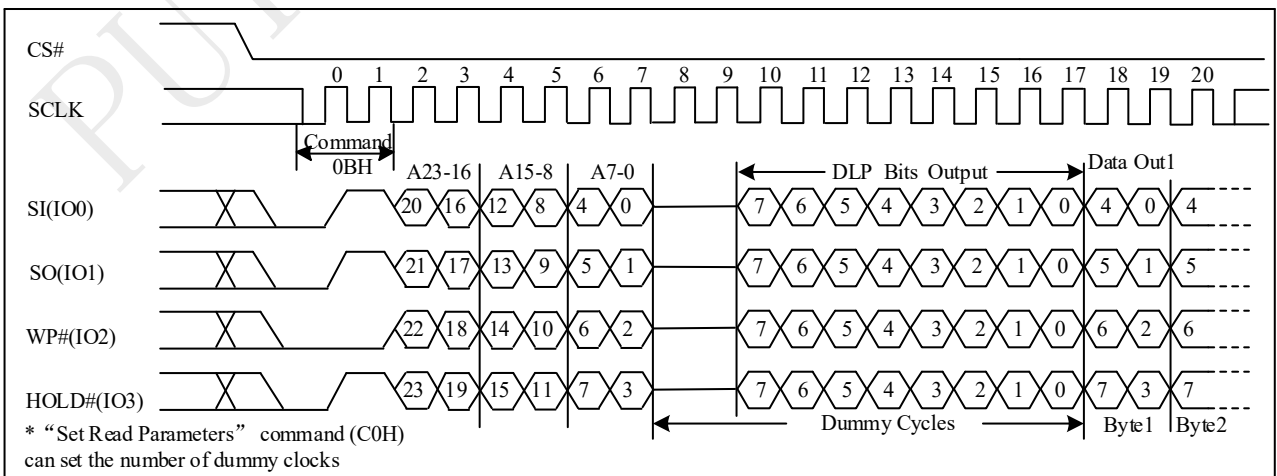 PUY
CS#
0 1 2 3 4 5 6 7 8 9 10 11 12 13 14 15 16 17 18 19 20
SCLK
Command
0BH
A23-16 A15-8 A7-0 DLP Bits Output Data Out1
SI(IO0) 20 16 12 8 4 0 7 6 5 4 3 2 1 0 4 0 4
SO(IO1) 21 17 13 9 5 1 7 6 5 4 3 2 1 0 5 1 5
WP#(IO2) 22 18 14 10 6 2 7 6 5 4 3 2 1 0 6 2 6
HOLD#(IO3) 23 19 15 11 7 3 7 6 5 4 3 2 1 0 7 3 7
Dummy Cycles Byte1 Byte2
* “Set Read Parameters” command (C0H)
can set the number of dummy clocks